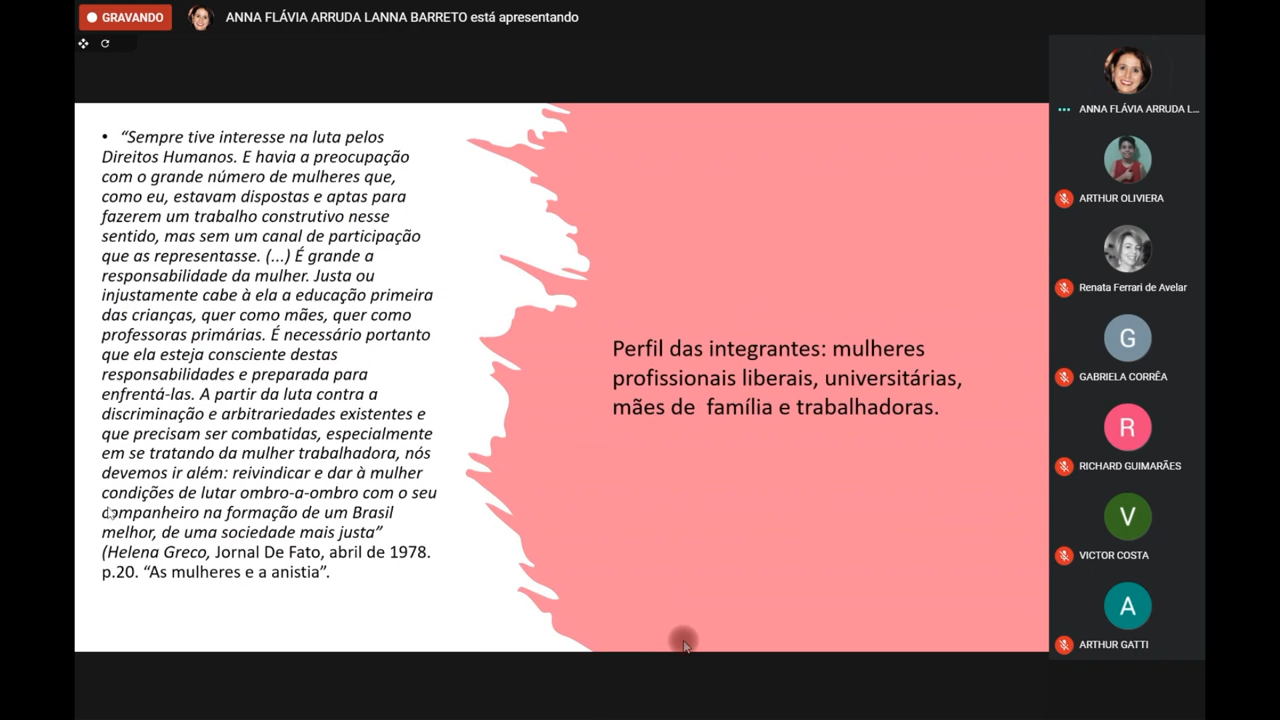 GRAVANDO
ANNA FLÁVIA ARRUDA LANNA BARRETO está apresentando
• “Sempre tive interesse na luta pelos
Direitos Humanos. E havia a preocupação
com o grande número de mulheres que,
como eu, estavam dispostas e aptas para
fazerem um trabalho construtivo nesse
sentido, mas sem um canal de participação
que as representasse. (...) É grande a
responsabilidade da mulher. Justa ou
injustamente cabe à ela a educação primeira
das crianças, quer como mães, quer como
professoras primárias. É necessário portanto
que ela esteja consciente destas
responsabilidades e preparada para
enfrentá-las. A partir da luta contra a
discriminação e arbitrariedades existentes e
que precisam ser combatidas, especialmente
em se tratando da mulher trabalhadora, nós
devemos ir além: reivindicar e dar à mulher
condições de lutar ombro-a-ombro com o seu
companheiro na formação de um Brasil
melhor, de uma sociedade mais justa”
(Helena Greco, Jornal De Fato, abril de 1978.
p.20. “As mulheres e a anistia”.
Perfil das integrantes: mulheres
profissionais liberais, universitárias,
mães de família e trabalhadoras.
ANNA FLÁVIA ARRUDA L...
ARTHUR OLIVIERA
Renata Ferrari de Avelar
G
GABRIELA CORRÊA
R
RICHARD GUIMARÃES
V
VICTOR COSTA
A
ARTHUR GATTI